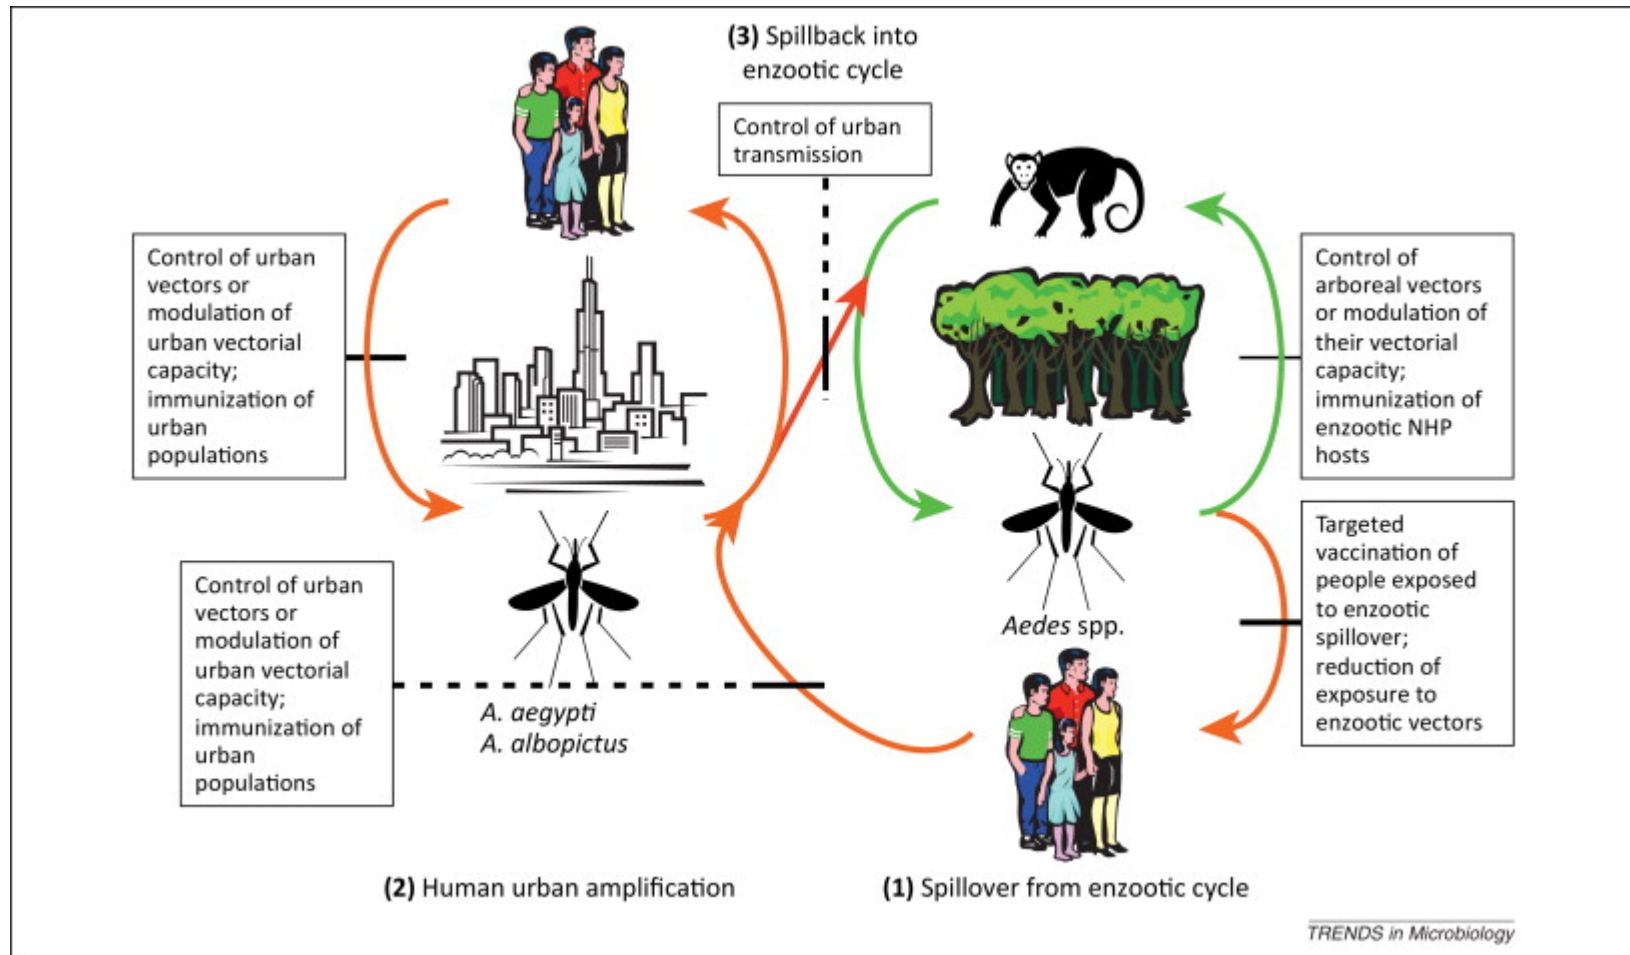 (3) Spillback into
enzootic cycle
Control of urban
transmission
Control of urban
vectors or
modulation of
urban vectorial
capacity;
immunization of
urban
populations
Control of
arboreal vectors
or modulation of
their vectorial
capacity;
immunization of
enzootic NHP
hosts
Control of urban
vectors or
modulation of
urban vectorial
capacity;
immunization of
urban
populations
A. aegypti
A. albopictus
Aedes spp.
Targeted
vaccination of
people exposed
to enzootic
spillover;
reduction of
exposure to
enzootic vectors
(2) Human urban amplification
(1) Spillover from enzootic cycle
TRENDS in Microbiology